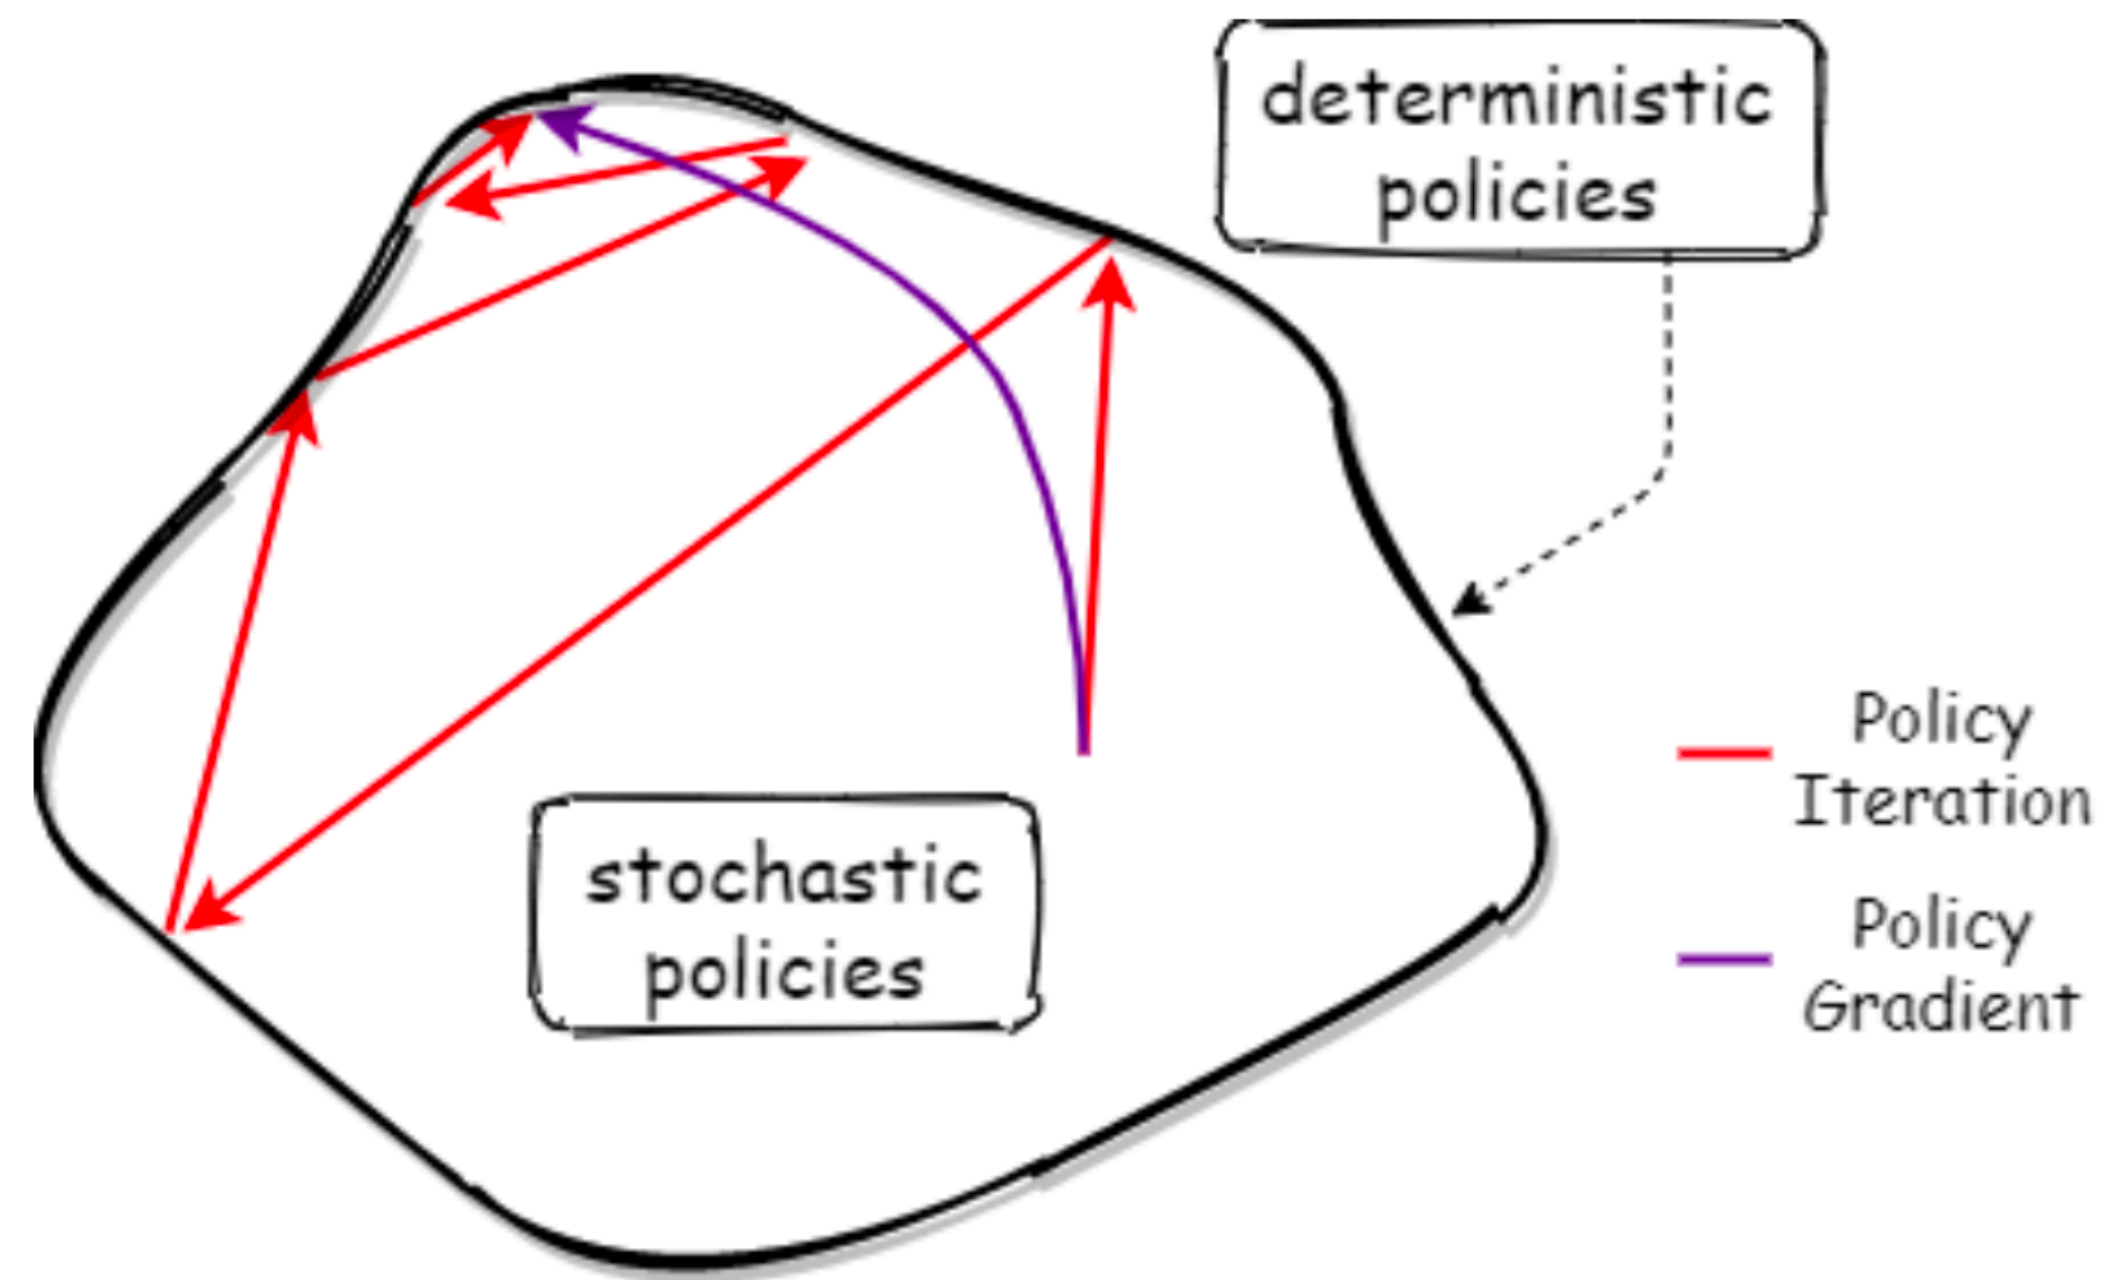 deterministic
policies
stochastic
policies
Policy
Iteration
Policy
Gradient